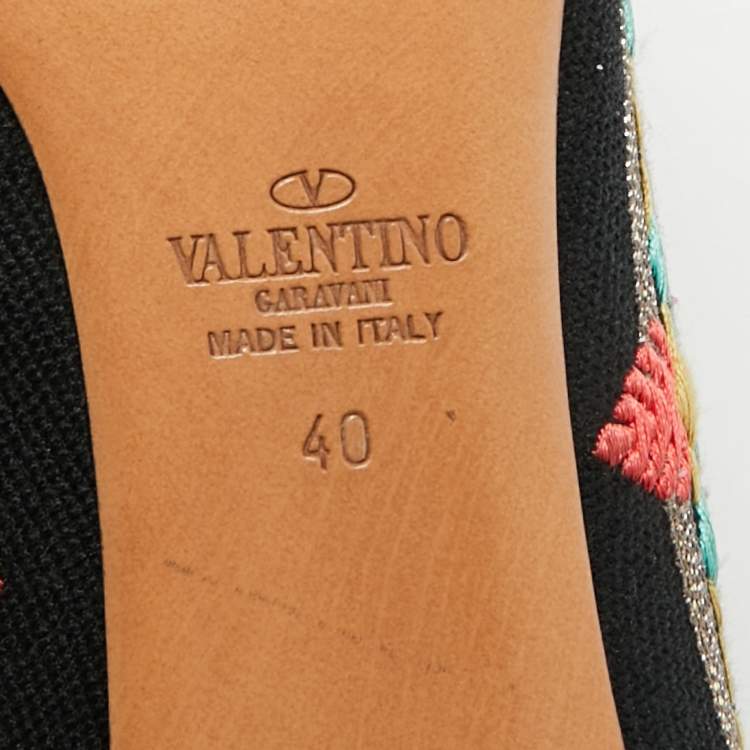 V
VALENTINO
GARAVANI
MADE IN ITALY
40